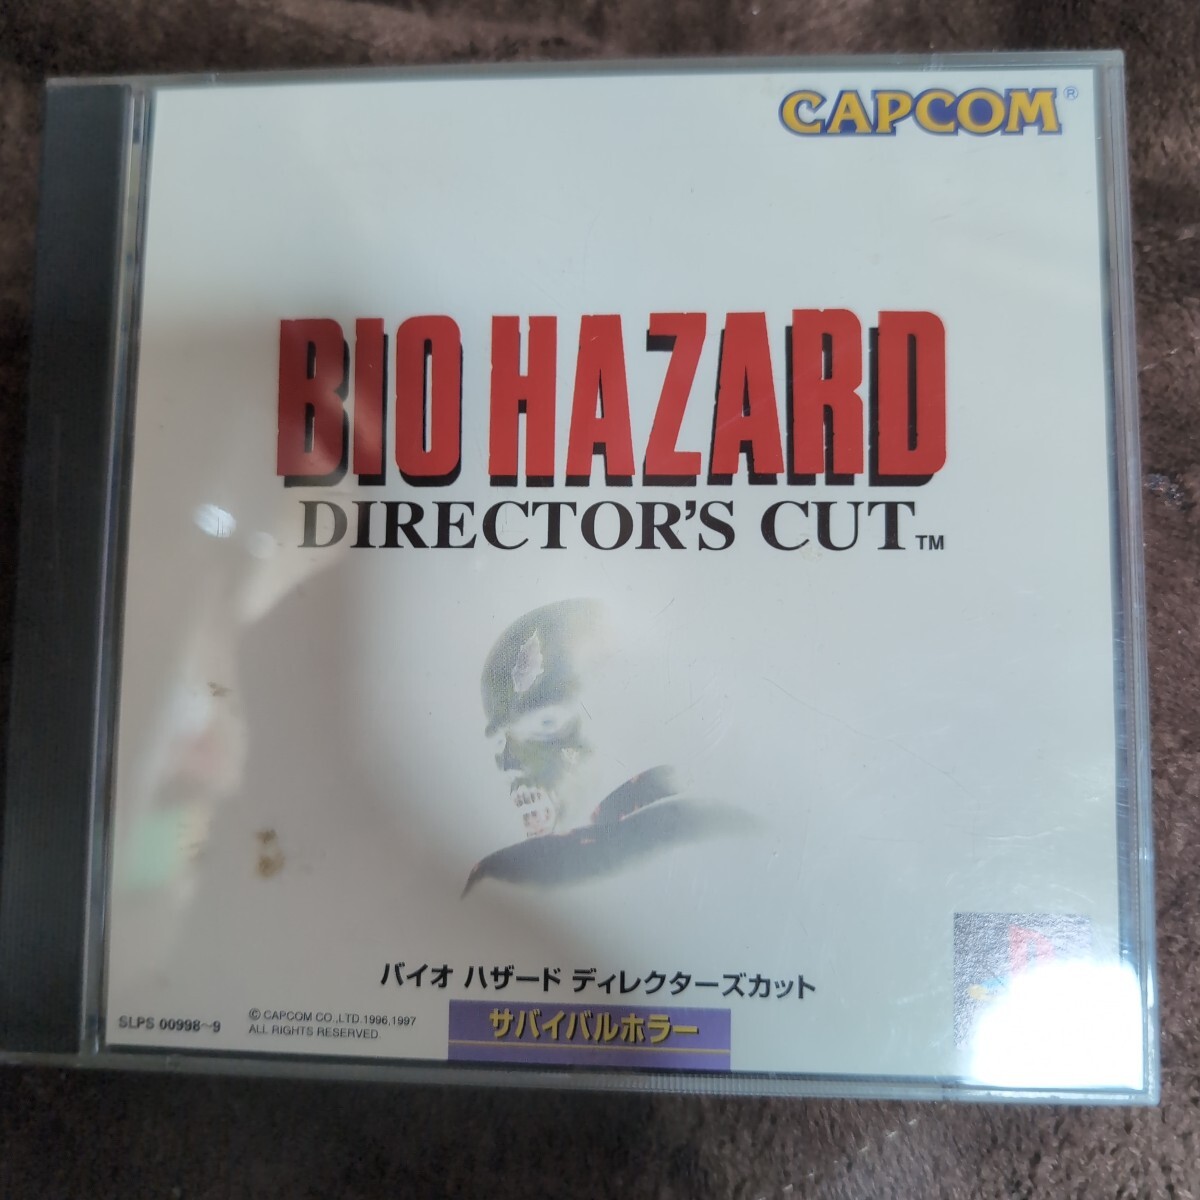 CAPCOM®
BIO HAZARD
DIRECTOR'S CUT™
バイオ ハザード ディレクターズカット
サバイバルホラー
SLPS 00998〜9
© CAPCOM CO.,LTD.1996,1997
ALL RIGHTS RESERVED.